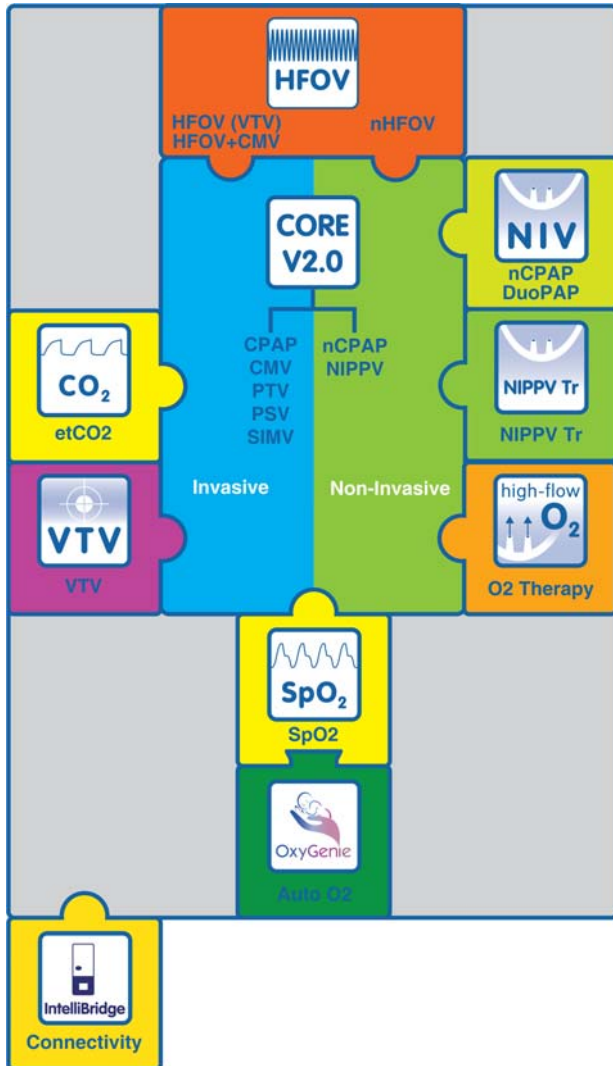 HFOV
HFOV (VTV)
HFOV+CMV
nHFOV
CORE
V2.0
CPAP
CMV
PTV
PSV
SIMV
nCPAP
NIPPV
Invasive
Non-Invasive
NIV
nCPAP
DuoPAP
CO2
etCO2
NIPPV Tr
NIPPV Tr
VTV
VTV
high-flow
O2
O2 Therapy
SpO2
SpO2
OxyGenie
Auto O2
IntelliBridge
Connectivity